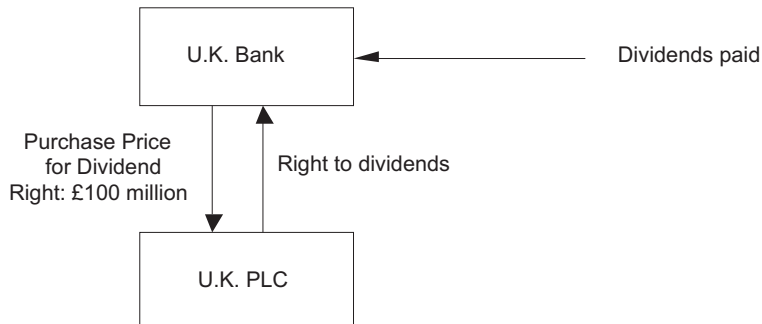 U.K. Bank
Dividends paid
Purchase Price
for Dividend
Right: £100 million
Right to dividends
U.K. PLC